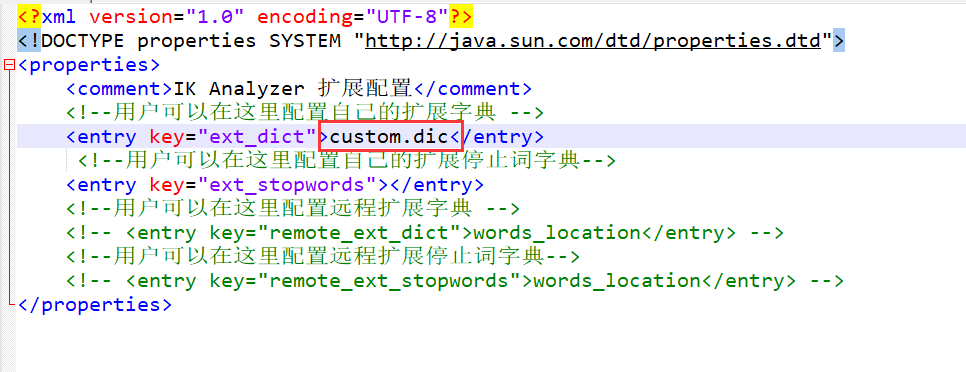 <?xml version="1.0" encoding="UTF-8"?>
<!DOCTYPE properties SYSTEM "http://java.sun.com/dtd/properties.dtd">
<properties>
    <comment>IK Analyzer 扩展配置</comment>
    <!--用户可以在这里配置自己的扩展字典 -->
    <entry key="ext_dict">custom.dic</entry>
     <!--用户可以在这里配置自己的扩展停止词字典-->
    <entry key="ext_stopwords"></entry>
    <!--用户可以在这里配置远程扩展字典 -->
    <!-- <entry key="remote_ext_dict">words_location</entry> -->
    <!--用户可以在这里配置远程扩展停止词字典-->
    <!-- <entry key="remote_ext_stopwords">words_location</entry> -->
</properties>